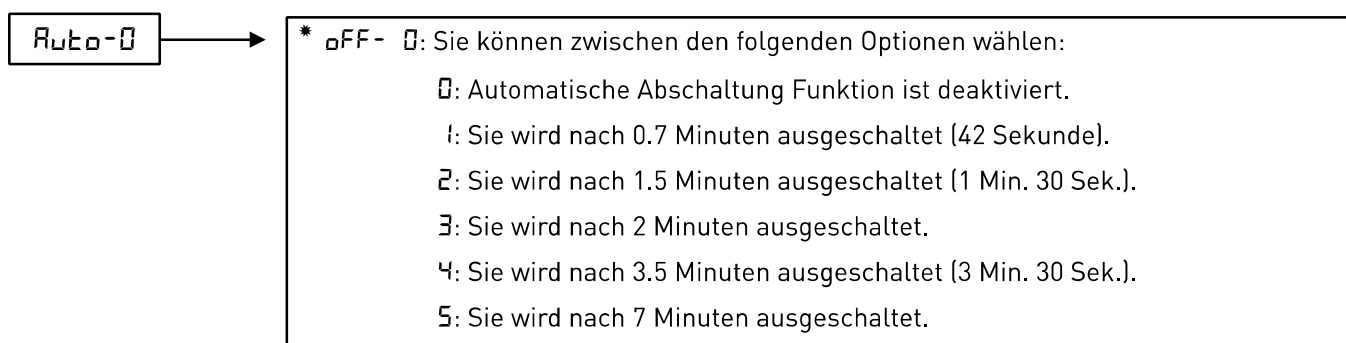 Auto-0
* oFF- 0: Sie können zwischen den folgenden Optionen wählen:
0: Automatische Abschaltung Funktion ist deaktiviert.
1: Sie wird nach 0.7 Minuten ausgeschaltet (42 Sekunde).
2: Sie wird nach 1.5 Minuten ausgeschaltet (1 Min. 30 Sek.).
3: Sie wird nach 2 Minuten ausgeschaltet.
4: Sie wird nach 3.5 Minuten ausgeschaltet (3 Min. 30 Sek.).
5: Sie wird nach 7 Minuten ausgeschaltet.